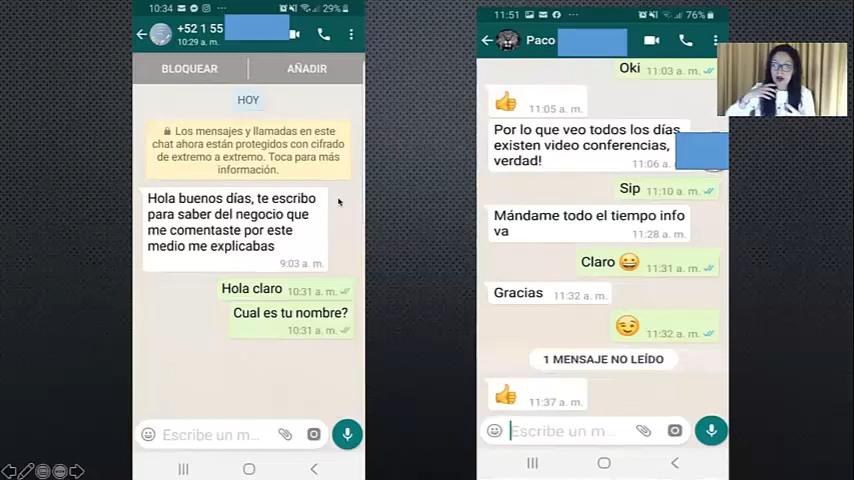 10:34
29%
+52 1 55
10:29 a. m.
BLOQUEAR
AÑADIR
HOY
Los mensajes y llamadas en este
chat ahora están protegidos con cifrado
de extremo a extremo. Toca para más
información.
Hola buenos días, te escribo
para saber del negocio que
me comentaste por este
medio me explicabas
9:03 a. m.
Hola claro 10:31 a. m.
Cual es tu nombre?
10:31 a. m.
Escribe un m...
11:51
76%
Paco
Oki 11:03 a. m.
11:05 a. m.
Por lo que veo todos los días
existen video conferencias,
verdad!
11:06 a.
Sip 11:10 a. m.
Mándame todo el tiempo info
va
11:28 a. m.
Claro 😀 11:31 a. m.
Gracias 11:32 a. m.
11:32 a. m.
1 MENSAJE NO LEÍDO
11:37 a. m.
Escribe un m...